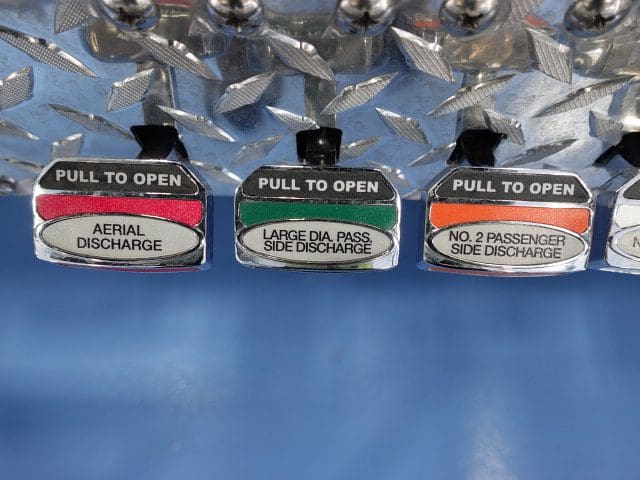 PULL TO OPEN
AERIAL
DISCHARGE
PULL TO OPEN
LARGE DIA. PASS
SIDE DISCHARGE
PULL TO OPEN
NO. 2 PASSENGER
SIDE DISCHARGE